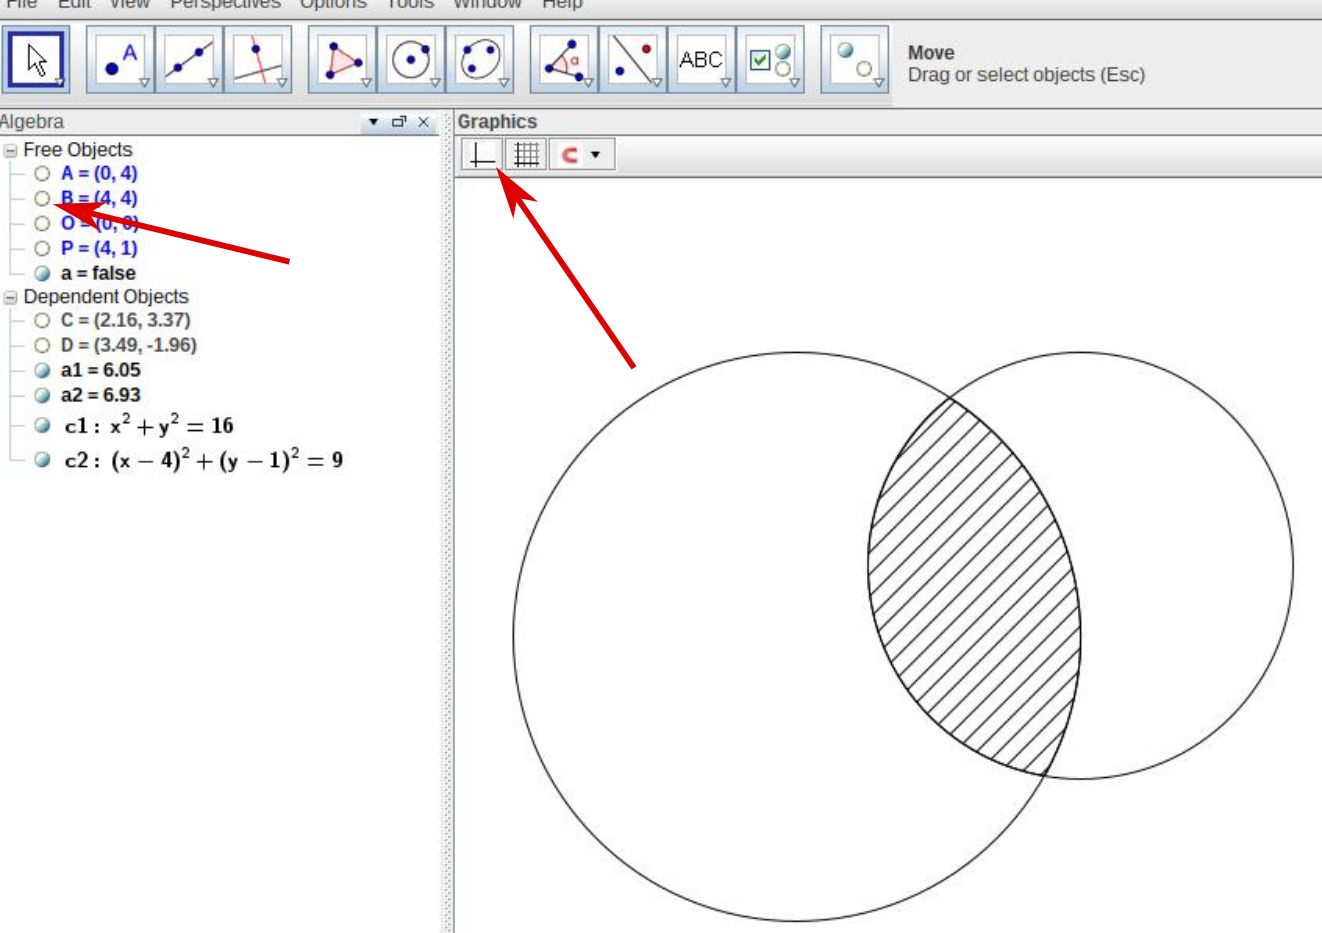 File Edit View Perspectives Options Tools Window Help
A
α
ABC
Move
Drag or select objects (Esc)
Algebra
Graphics
Free Objects
A = (0, 4)
B = (4, 4)
O = (0, 0)
P = (4, 1)
a = false
Dependent Objects
C = (2.16, 3.37)
D = (3.49, -1.96)
a1 = 6.05
a2 = 6.93
c1 : x² + y² = 16
c2 : (x − 4)² + (y − 1)² = 9